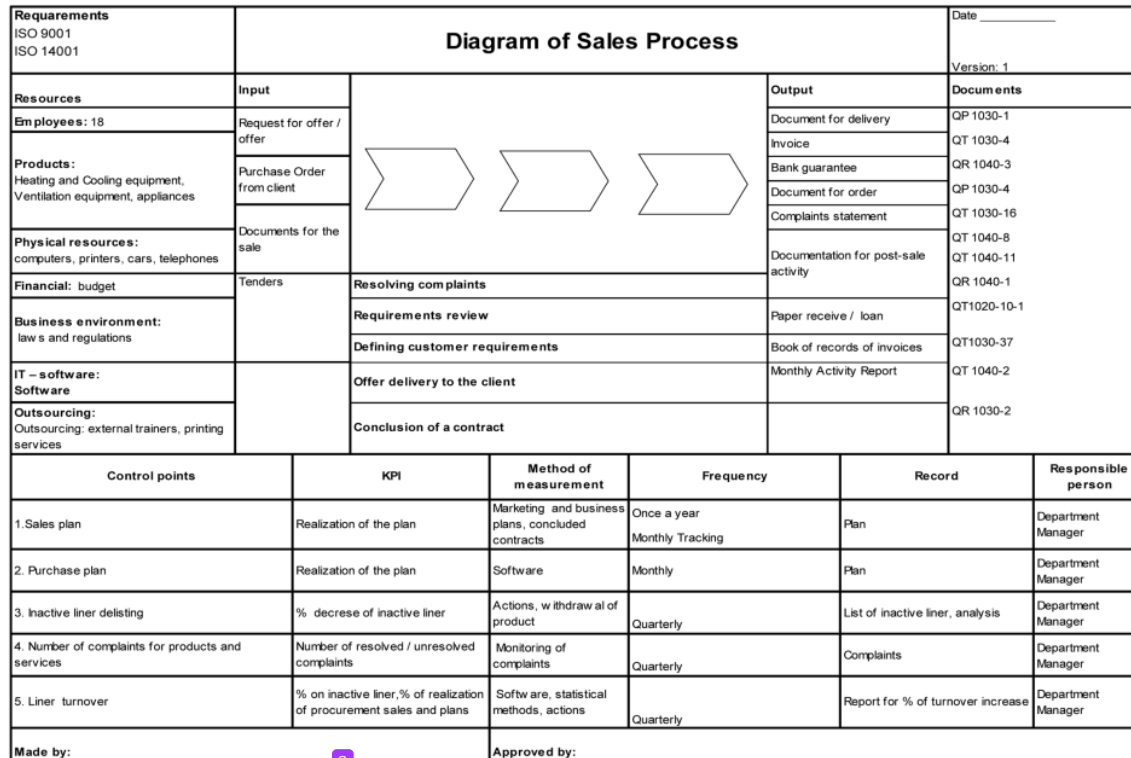 Requarements
ISO 9001
ISO 14001
Diagram of Sales Process
Date ___________
Version: 1
Resources
Input
Output
Documents
Employees: 18
Products:
Heating and Cooling equipment,
Ventilation equipment, appliances
Physical resources:
computers, printers, cars, telephones
Financial: budget
Business environment:
laws and regulations
IT – software:
Software
Outsourcing:
Outsourcing: external trainers, printing
services
Request for offer /
offer
Purchase Order
from client
Documents for the
sale
Tenders
Resolving complaints
Requirements review
Defining customer requirements
Offer delivery to the client
Conclusion of a contract
Document for delivery
Invoice
Bank guarantee
Document for order
Complaints statement
Documentation for post-sale
activity
Paper receive / loan
Book of records of invoices
Monthly Activity Report
QP 1030-1
QT 1030-4
QR 1040-3
QP 1030-4
QT 1030-16
QT 1040-8
QT 1040-11
QR 1040-1
QT1020-10-1
QT1030-37
QT 1040-2
QR 1030-2
Control points
KPI
Method of
measurement
Frequency
Record
Responsible
person
1.Sales plan
Realization of the plan
Marketing and business
plans, concluded
contracts
Once a year
Monthly Tracking
Plan
Department
Manager
2. Purchase plan
Realization of the plan
Software
Monthly
Plan
Department
Manager
3. Inactive liner delisting
% decrese of inactive liner
Actions, withdrawal of
product
Quarterly
List of inactive liner, analysis
Department
Manager
4. Number of complaints for products and
services
Number of resolved / unresolved
complaints
Monitoring of
complaints
Quarterly
Complaints
Department
Manager
5. Liner turnover
% on inactive liner,% of realization
of procurement sales and plans
Software, statistical
methods, actions
Quarterly
Report for % of turnover increase
Department
Manager
Made by:
Approved by: